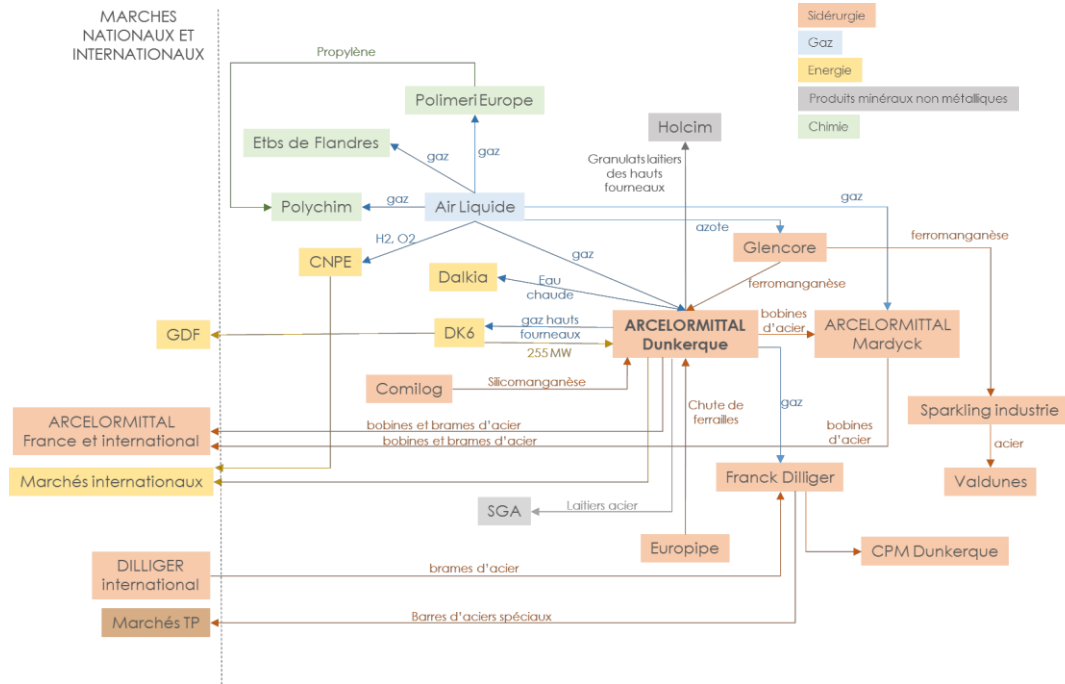 MARCHES
NATIONAUX ET
INTERNATIONAUX
Sidérurgie
Gaz
Energie
Produits minéraux non métalliques
Chimie
Propylène
Polimeri Europe
Holcim
Etbs de Flandres
gaz
gaz
Granulats laitiers
des hauts
fourneaux
Polychim
gaz
Air Liquide
gaz
azote
H2, O2
Glencore
ferromanganèse
CNPE
gaz
Dalkia
Eau
chaude
ferromanganèse
GDF
DK6
gaz hauts
fourneaux
255 MW
ARCELORMITTAL
Dunkerque
bobines
d'acier
ARCELORMITTAL
Mardyck
Comilog
Silicomanganèse
Chute de
ferrailles
gaz
Sparkling industrie
ARCELORMITTAL
France et international
bobines et brames d'acier
bobines et brames d'acier
bobines
d'acier
acier
Marchés internationaux
Franck Dilliger
Valdunes
SGA
Laitiers acier
Europipe
CPM Dunkerque
DILLIGER
international
brames d'acier
Marchés TP
Barres d'aciers spéciaux